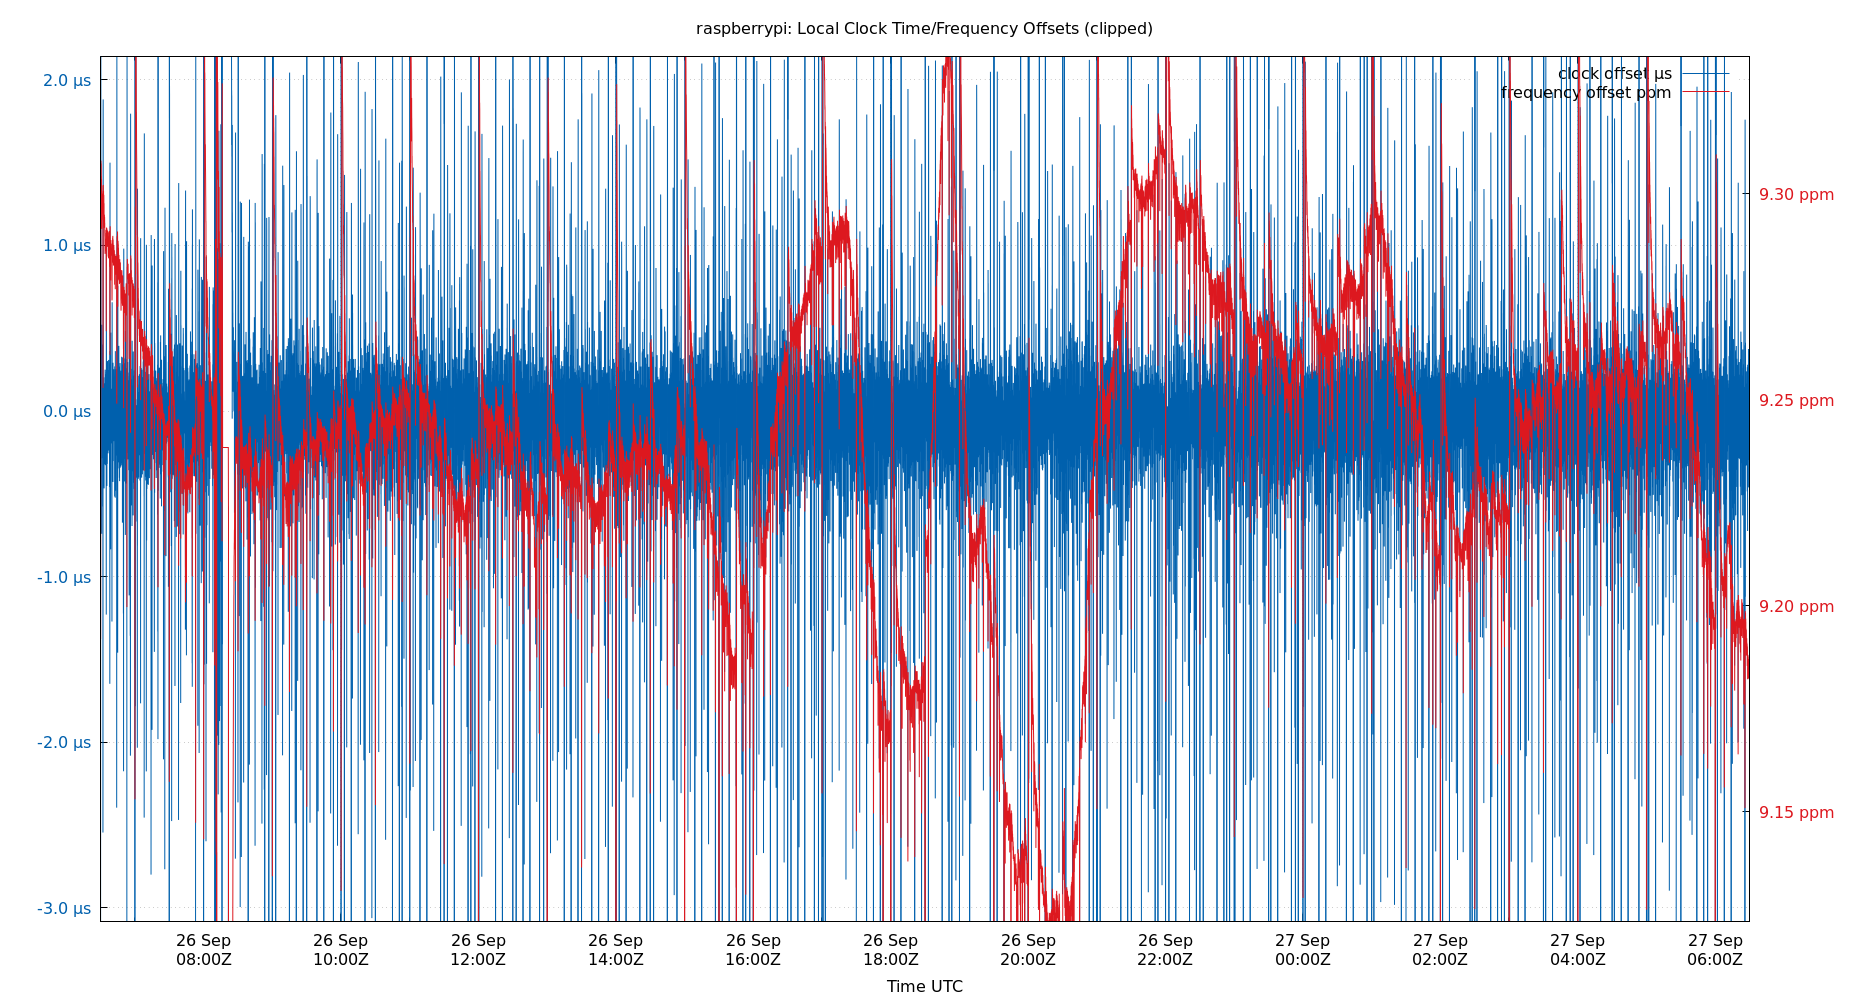 raspberrypi: Local Clock Time/Frequency Offsets (clipped)
clock offset µs
frequency offset ppm
2.0 µs
1.0 µs
0.0 µs
-1.0 µs
-2.0 µs
-3.0 µs
9.30 ppm
9.25 ppm
9.20 ppm
9.15 ppm
26 Sep 26 Sep 26 Sep 26 Sep 26 Sep 26 Sep 26 Sep 26 Sep 27 Sep 27 Sep 27 Sep 27 Sep
08:00Z 10:00Z 12:00Z 14:00Z 16:00Z 18:00Z 20:00Z 22:00Z 00:00Z 02:00Z 04:00Z 06:00Z
Time UTC